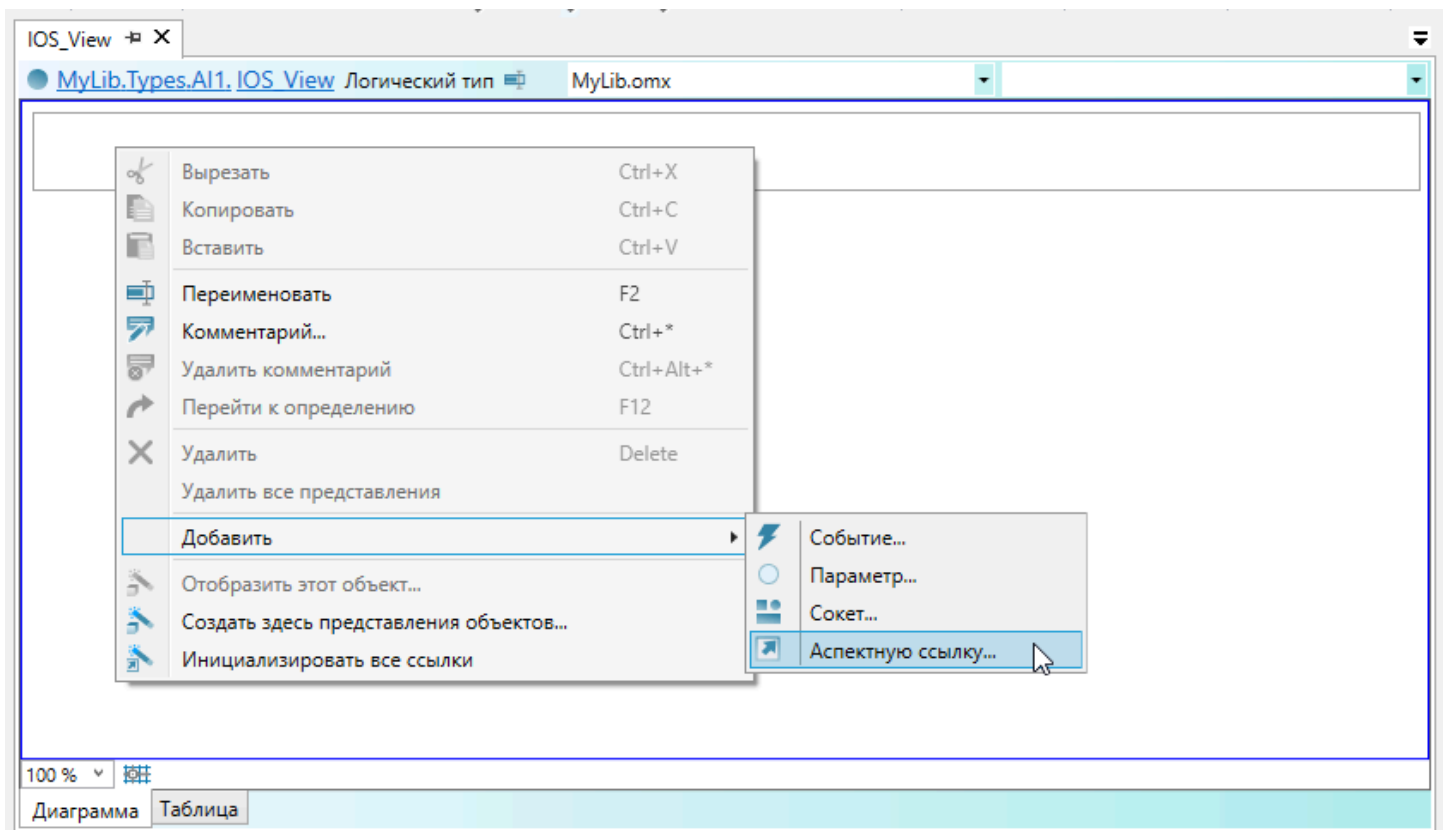 IOS_View
MyLib.Types.AI1. IOS_View Логический тип MyLib.omx
Вырезать Ctrl+X
Копировать Ctrl+C
Вставить Ctrl+V
Переименовать F2
Комментарий... Ctrl+*
Удалить комментарий Ctrl+Alt+*
Перейти к определению F12
Удалить Delete
Удалить все представления
Добавить
Событие...
Параметр...
Сокет...
Аспектную ссылку...
Отобразить этот объект...
Создать здесь представления объектов...
Инициализировать все ссылки
100 %
Диаграмма Таблица